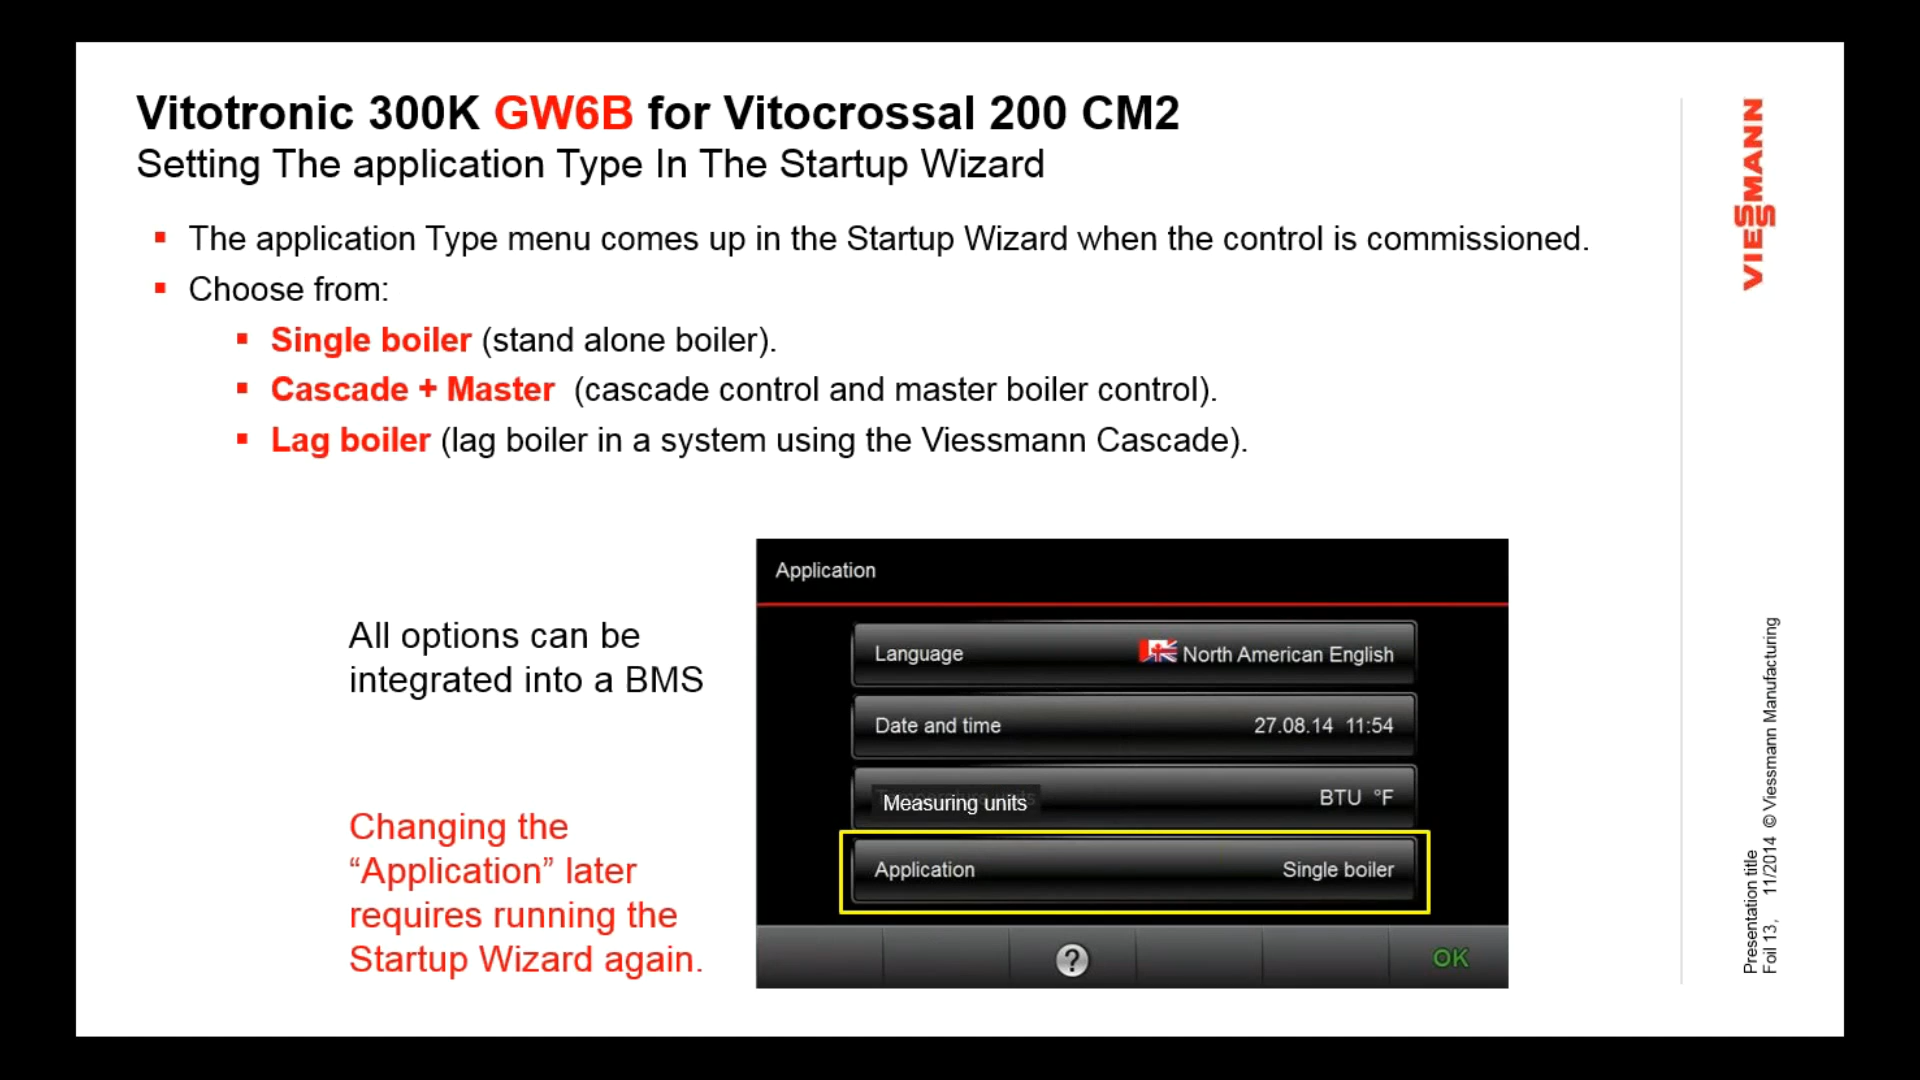 Vitotronic 300K GW6B for Vitocrossal 200 CM2
Setting The application Type In The Startup Wizard
▪ The application Type menu comes up in the Startup Wizard when the control is commissioned.
▪ Choose from:
▪ Single boiler (stand alone boiler).
▪ Cascade + Master (cascade control and master boiler control).
▪ Lag boiler (lag boiler in a system using the Viessmann Cascade).
All options can be
integrated into a BMS
Changing the
“Application” later
requires running the
Startup Wizard again.
Application
Language North American English
Date and time 27.08.14 11:54
Measuring units BTU °F
Application Single boiler
? OK
VIESSMANN
Presentation title
Foil 13, 11/2014 © Viessmann Manufacturing